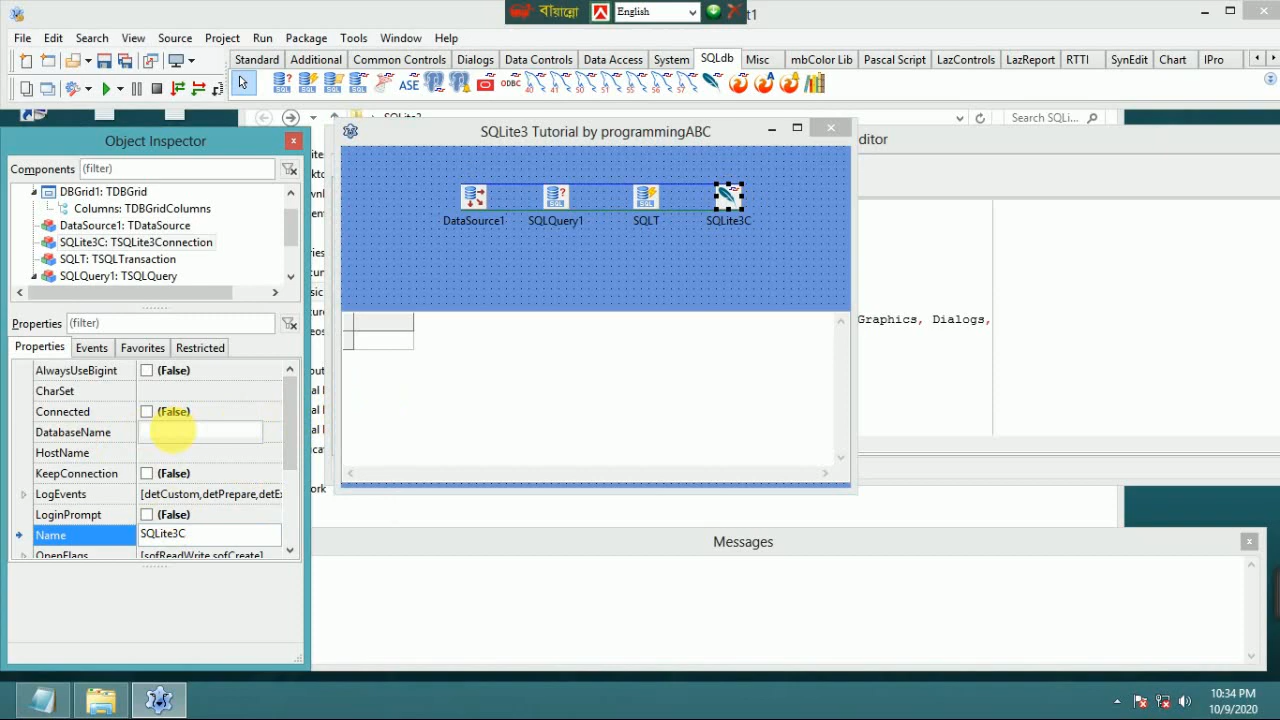 বায়ান্নো
English
t1
File Edit Search View Source Project Run Package Tools Window Help
Standard Additional Common Controls Dialogs Data Controls Data Access System SQLdb Misc mbColor Lib Pascal Script LazControls LazReport RTTI SynEdit Chart IPro
ASE ODBC
Search SQLi...
Object Inspector
SQLite3 Tutorial by programmingABC
editor
Components (filter)
DBGrid1: TDBGrid
Columns: TDBGridColumns
DataSource1: TDataSource
SQLite3C: TSQLite3Connection
SQLT: TSQLTransaction
SQLQuery1: TSQLQuery
DataSource1 SQLQuery1 SQLT SQLite3C
Properties (filter)
Graphics, Dialogs,
Properties Events Favorites Restricted
AlwaysUseBigint (False)
CharSet
Connected (False)
DatabaseName
HostName
KeepConnection (False)
LogEvents [detCustom,detPrepare,detEx
LoginPrompt (False)
Name SQLite3C
OpenFlags [sofReadWrite,sofCreate]
Messages
10:34 PM
10/9/2020